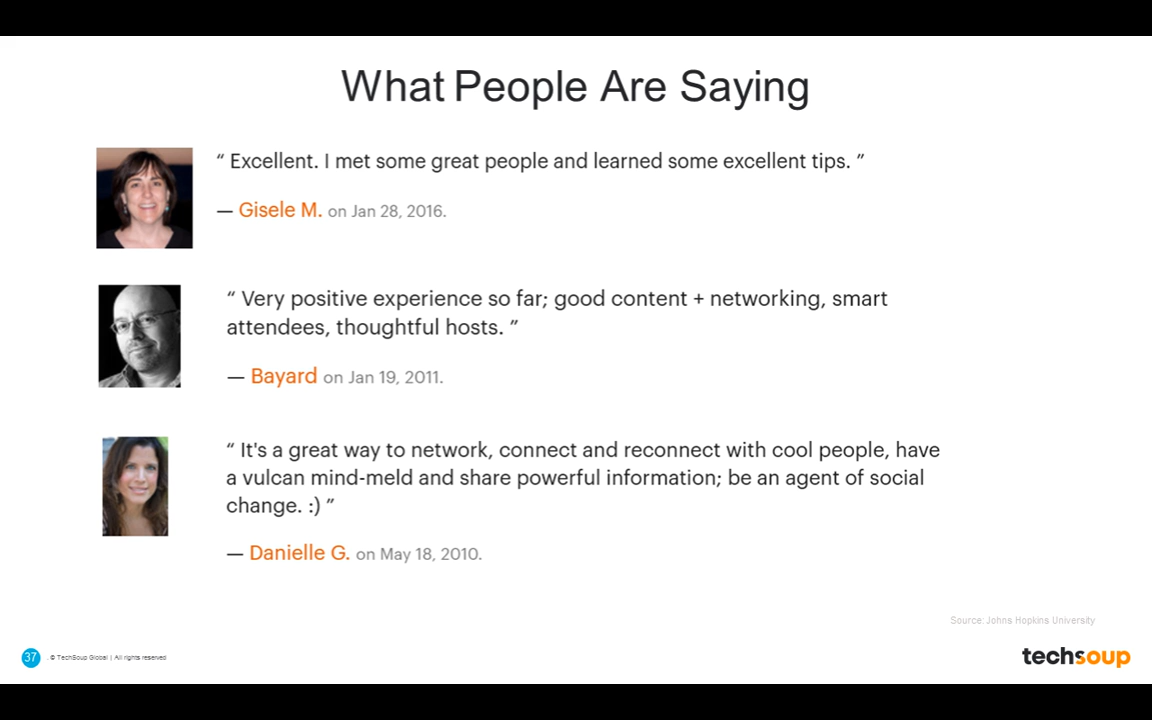 What People Are Saying
“ Excellent. I met some great people and learned some excellent tips. ”
— Gisele M. on Jan 28, 2016.
“ Very positive experience so far; good content + networking, smart
attendees, thoughtful hosts. ”
— Bayard on Jan 19, 2011.
“ It's a great way to network, connect and reconnect with cool people, have
a vulcan mind-meld and share powerful information; be an agent of social
change. :) ”
— Danielle G. on May 18, 2010.
Source: Johns Hopkins University
37 © TechSoup Global | All rights reserved
techsoup